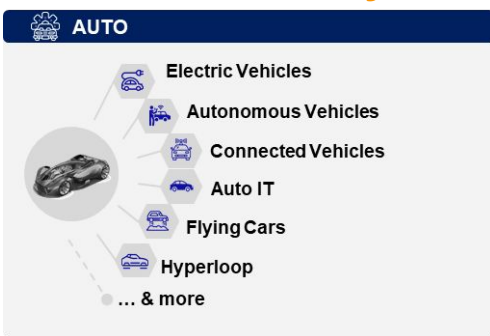 AUTO
Electric Vehicles
Autonomous Vehicles
Connected Vehicles
Auto IT
Flying Cars
Hyperloop
... & more